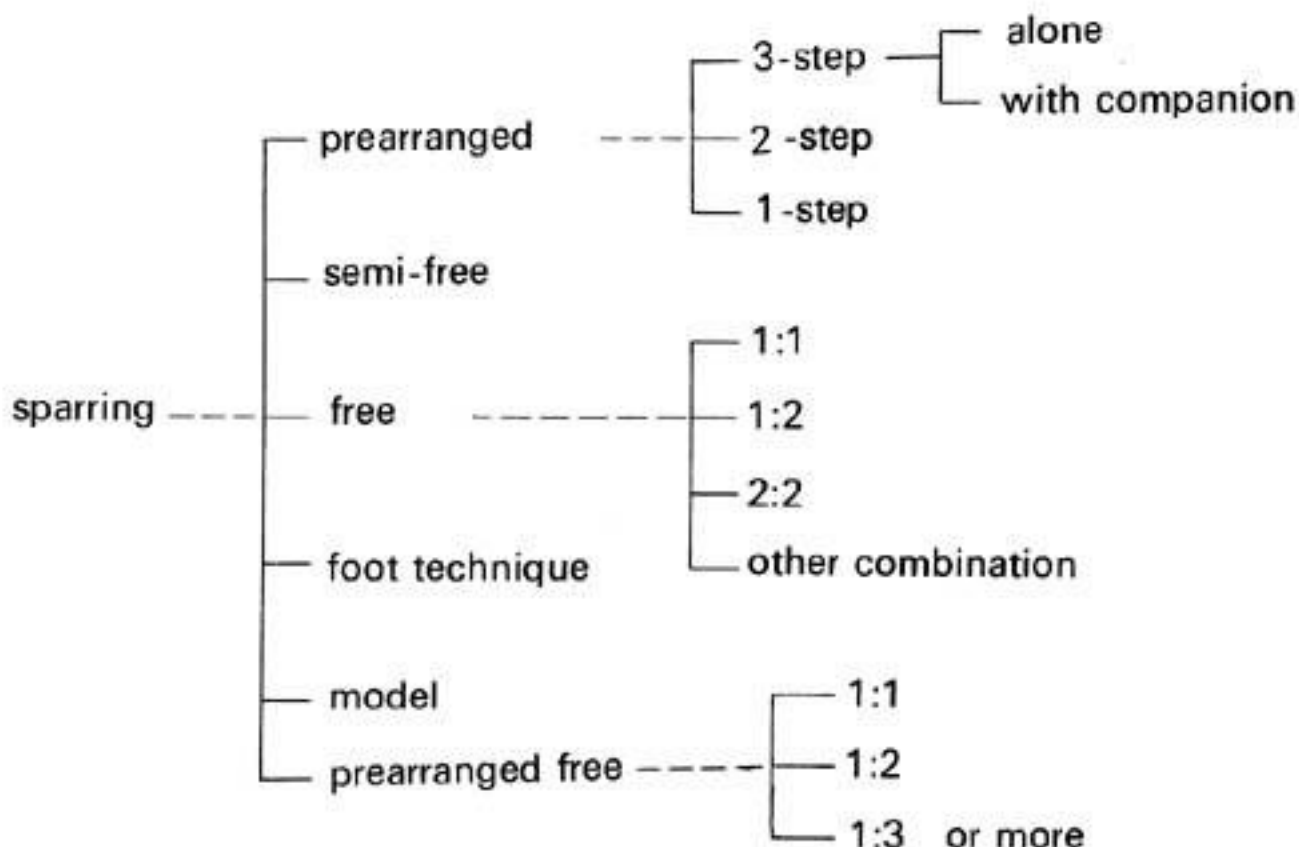 alone
3-step
with companion
prearranged
2-step
1-step
semi-free
1:1
sparring
free
1:2
2:2
foot technique
other combination
model
1:1
prearranged free
1:2
1:3 or more